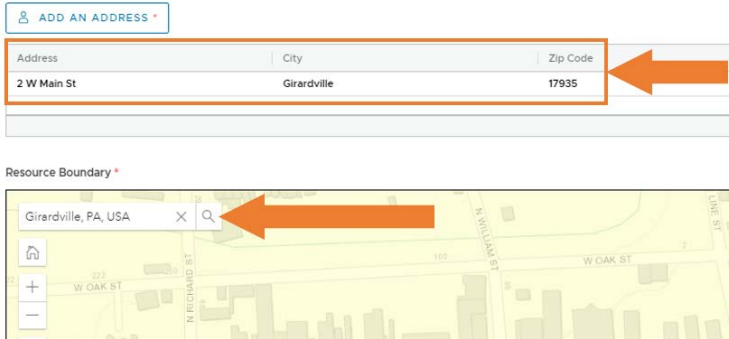 ADD AN ADDRESS *
Address City Zip Code
2 W Main St Girardville 17935
Resource Boundary *
Girardville, PA, USA
N WILLIAM ST
LINE ST
100
2
W OAK ST
N RICHARD ST
222
W OAK ST